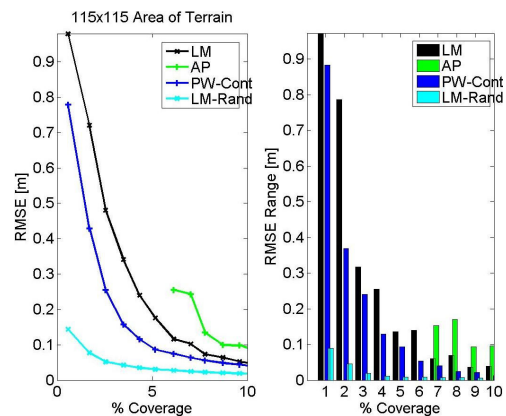 115x115 Area of Terrain
LM
AP
PW-Cont
LM-Rand
RMSE [m]
0.9
0.8
0.7
0.6
0.5
0.4
0.3
0.2
0.1
0
0
5
10
% Coverage
LM
AP
PW-Cont
LM-Rand
RMSE Range [m]
0.9
0.8
0.7
0.6
0.5
0.4
0.3
0.2
0.1
0
1 2 3 4 5 6 7 8 9 10
% Coverage